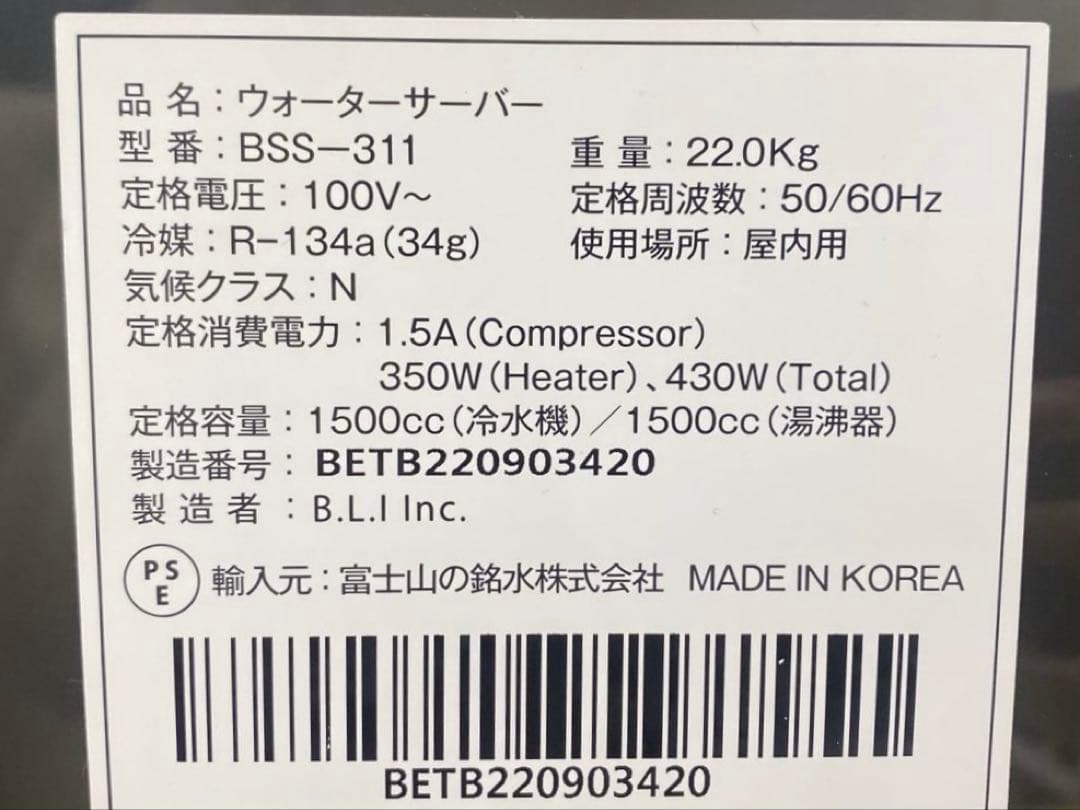 品 名：ウォーターサーバー
型 番：BSS−311 重 量：22.0Kg
定格電圧：100V〜 定格周波数：50/60Hz
冷媒：R−134a(34g) 使用場所：屋内用
気候クラス：N
定格消費電力：1.5A(Compressor)
350W(Heater)、430W(Total)
定格容量：1500cc(冷水機)／1500cc(湯沸器)
製造番号：BETB220903420
製 造 者 ：B.L.I Inc.
PS
E
輸入元：富士山の銘水株式会社 MADE IN KOREA
BETB220903420